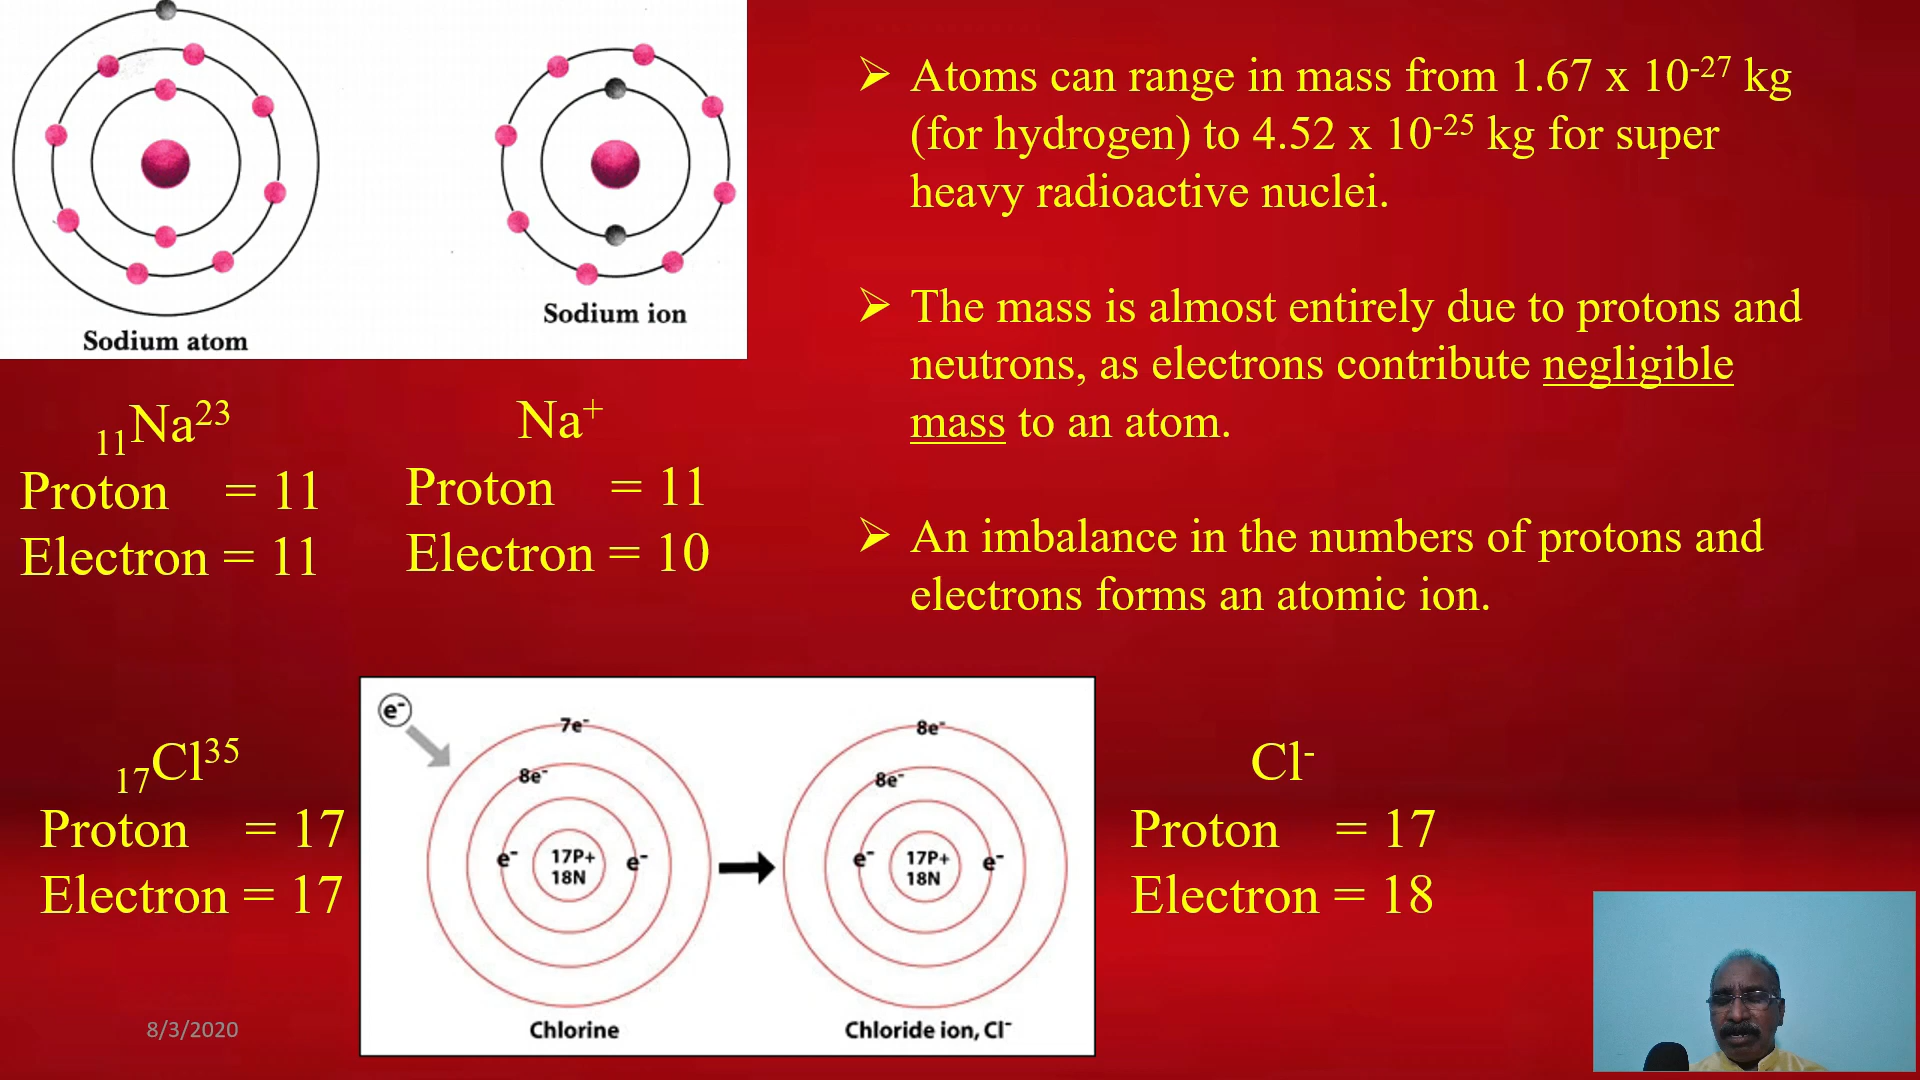 Sodium atom
Sodium ion
₁₁Na²³
Proton = 11
Electron = 11
Na⁺
Proton = 11
Electron = 10
➢ Atoms can range in mass from 1.67 x 10⁻²⁷ kg
(for hydrogen) to 4.52 x 10⁻²⁵ kg for super
heavy radioactive nuclei.
➢ The mass is almost entirely due to protons and
neutrons, as electrons contribute negligible
mass to an atom.
➢ An imbalance in the numbers of protons and
electrons forms an atomic ion.
₁₇Cl³⁵
Proton = 17
Electron = 17
e⁻
7e⁻
8e⁻
e⁻
17P+
18N
e⁻
Chlorine
8e⁻
8e⁻
e⁻
17P+
18N
e⁻
Chloride ion, Cl⁻
Cl⁻
Proton = 17
Electron = 18
8/3/2020